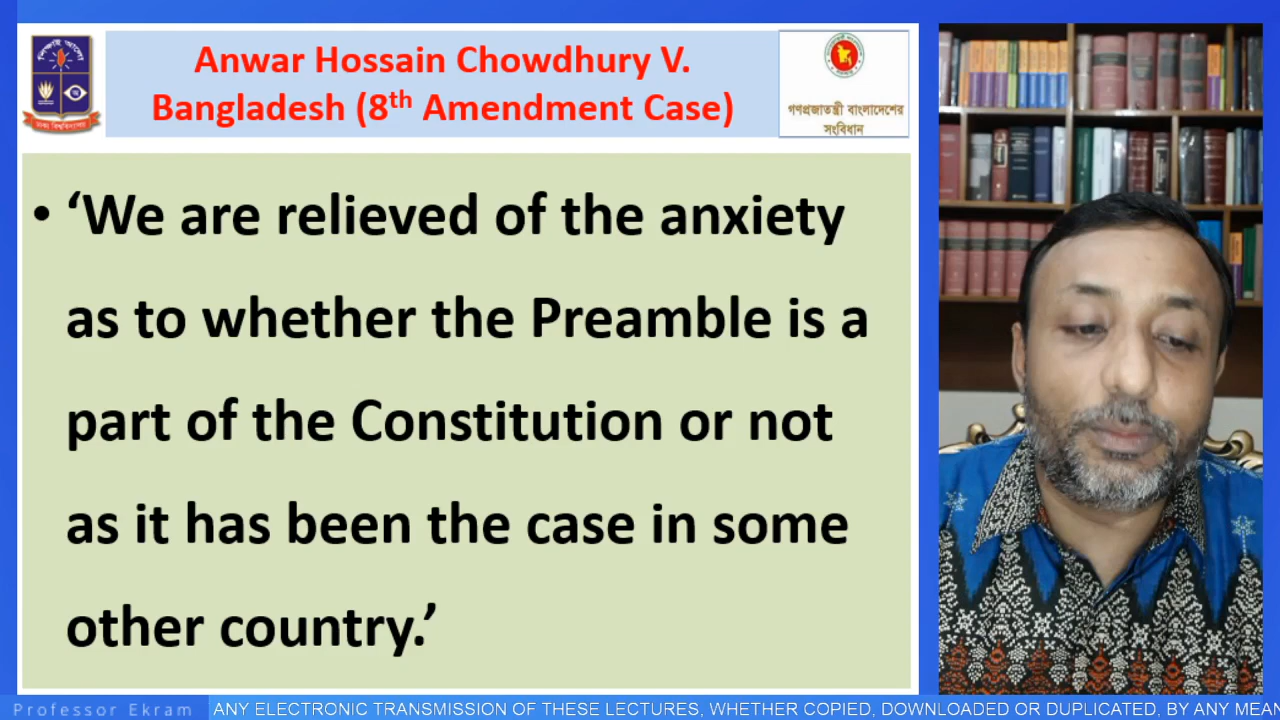 Anwar Hossain Chowdhury V.
Bangladesh (8th Amendment Case)
গণপ্রজাতন্ত্রী বাংলাদেশের
সংবিধান
• ‘We are relieved of the anxiety
as to whether the Preamble is a
part of the Constitution or not
as it has been the case in some
other country.’
Professor Ekram
ANY ELECTRONIC TRANSMISSION OF THESE LECTURES, WHETHER COPIED, DOWNLOADED OR DUPLICATED, BY ANY MEAN